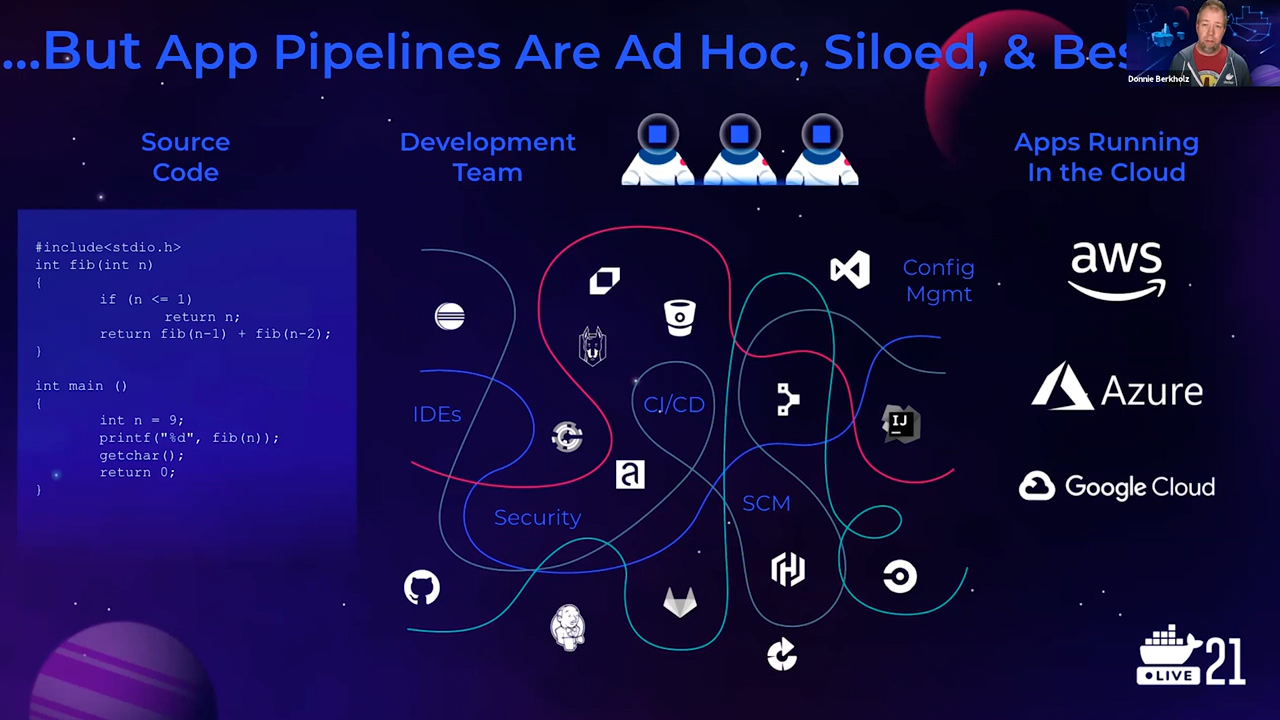 ...But App Pipelines Are Ad Hoc, Siloed, & Bes
Donnie Berkholz
Source
Code
Development
Team
Apps Running
In the Cloud
#include<stdio.h>
int fib(int n)
{
if (n <= 1)
return n;
return fib(n-1) + fib(n-2);
}
int main ()
{
int n = 9;
printf("%d", fib(n));
getchar();
return 0;
}
Config
Mgmt
IDEs
CI/CD
IJ
a
Security
SCM
aws
Azure
Google Cloud
LIVE 21